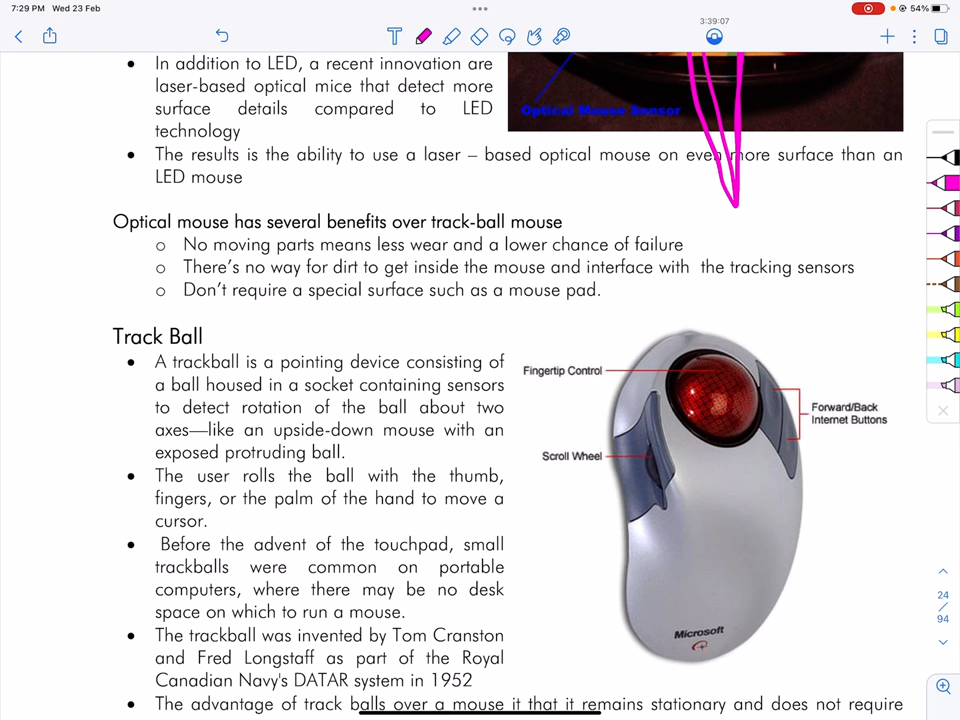 7:29 PM Wed 23 Feb
54%
3:39:07
• In addition to LED, a recent innovation are
laser-based optical mice that detect more
surface details compared to LED
technology
Optical Mouse Sensor
• The results is the ability to use a laser – based optical mouse on even more surface than an
LED mouse
Optical mouse has several benefits over track-ball mouse
o No moving parts means less wear and a lower chance of failure
o There's no way for dirt to get inside the mouse and interface with the tracking sensors
o Don't require a special surface such as a mouse pad.
Track Ball
• A trackball is a pointing device consisting of
a ball housed in a socket containing sensors
to detect rotation of the ball about two
axes—like an upside-down mouse with an
exposed protruding ball.
• The user rolls the ball with the thumb,
fingers, or the palm of the hand to move a
cursor.
• Before the advent of the touchpad, small
trackballs were common on portable
computers, where there may be no desk
space on which to run a mouse.
• The trackball was invented by Tom Cranston
and Fred Longstaff as part of the Royal
Canadian Navy's DATAR system in 1952
• The advantage of track balls over a mouse it that it remains stationary and does not require
Fingertip Control
Forward/Back
Internet Buttons
Scroll Wheel
Microsoft
24
/
94